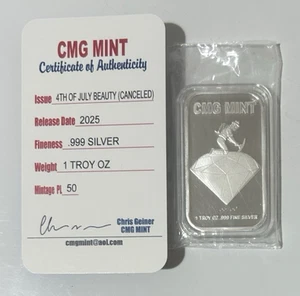 CMG MINT
Certificate of Authenticity
Issue 4TH OF JULY BEAUTY (CANCELED)
Release Date 2025
Fineness .999 SILVER
Weight 1 TROY OZ
Mintage 50
Chris Geiner
CMG MINT
cmgmint@aol.com
CMG MINT
1 TROY OZ .999 FINE SILVER